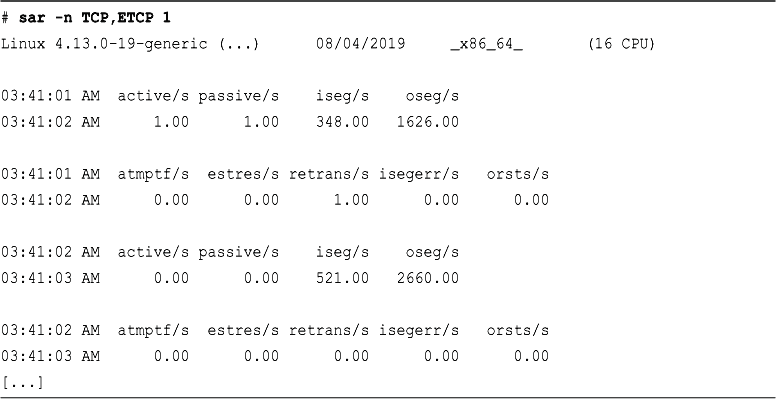 # sar -n TCP,ETCP 1
Linux 4.13.0-19-generic (...)      08/04/2019     _x86_64_       (16 CPU)
03:41:01 AM  active/s passive/s    iseg/s    oseg/s
03:41:02 AM      1.00      1.00    348.00   1626.00
03:41:01 AM  atmptf/s  estres/s retrans/s isegerr/s   orsts/s
03:41:02 AM      0.00      0.00      1.00      0.00      0.00
03:41:02 AM  active/s passive/s    iseg/s    oseg/s
03:41:03 AM      0.00      0.00    521.00   2660.00
03:41:02 AM  atmptf/s  estres/s retrans/s isegerr/s   orsts/s
03:41:03 AM      0.00      0.00      0.00      0.00      0.00
[...]